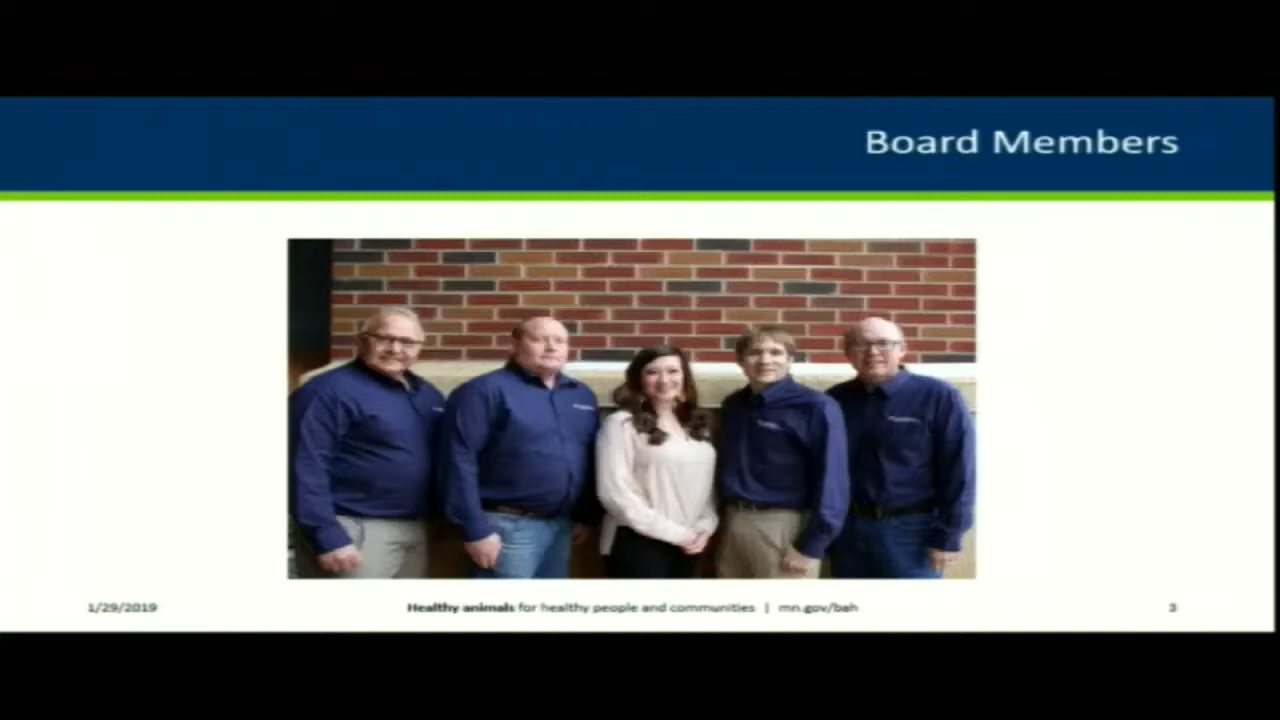 Board Members
1/29/2019
Healthy animals for healthy people and communities | mn.gov/bah
3